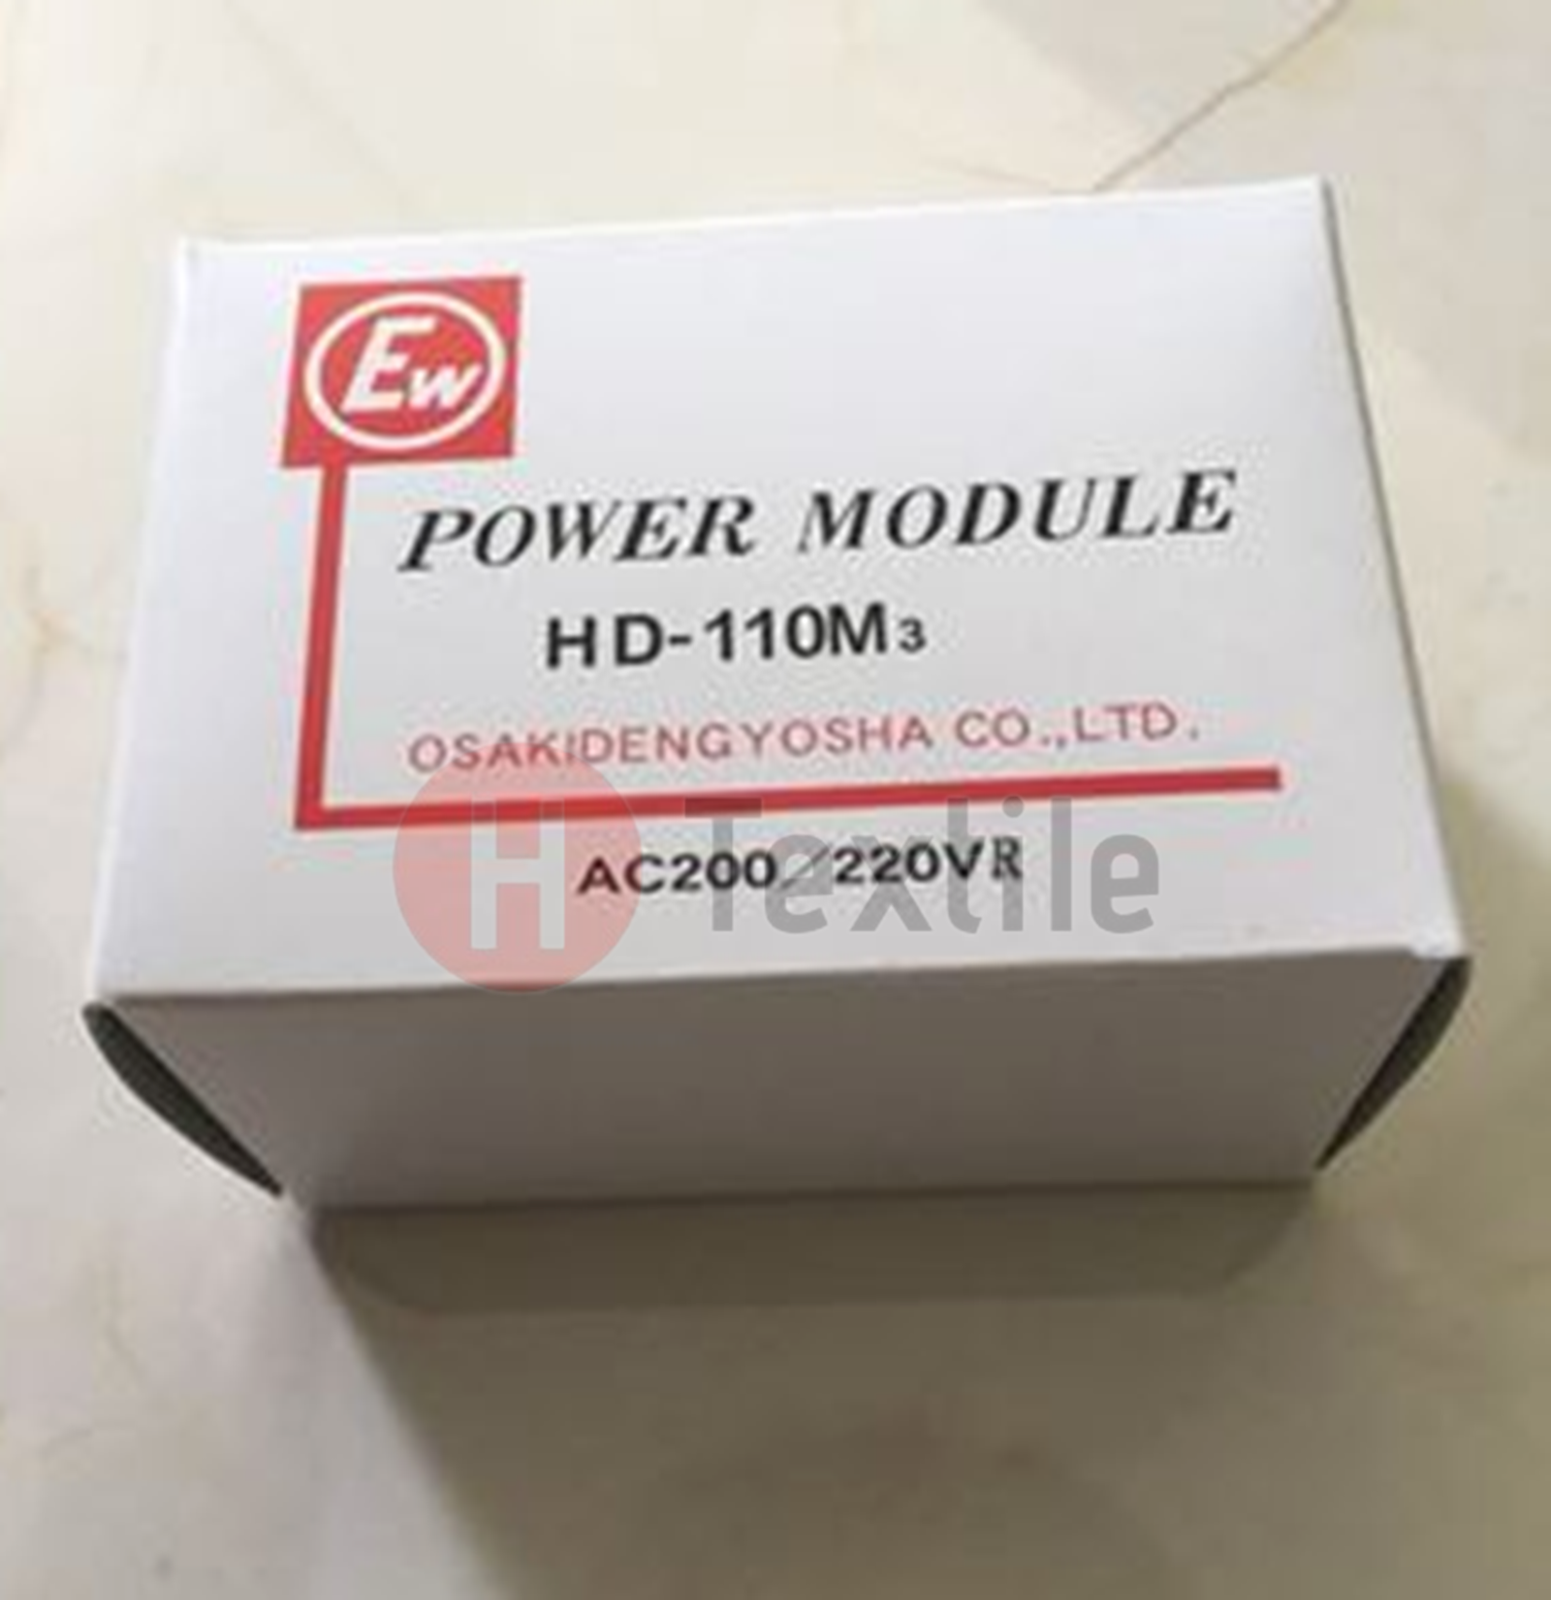 Ew
POWER MODULE
HD-110M3
OSAKIDENGYOSHA CO.,LTD.
AC200/220VR
H Textile